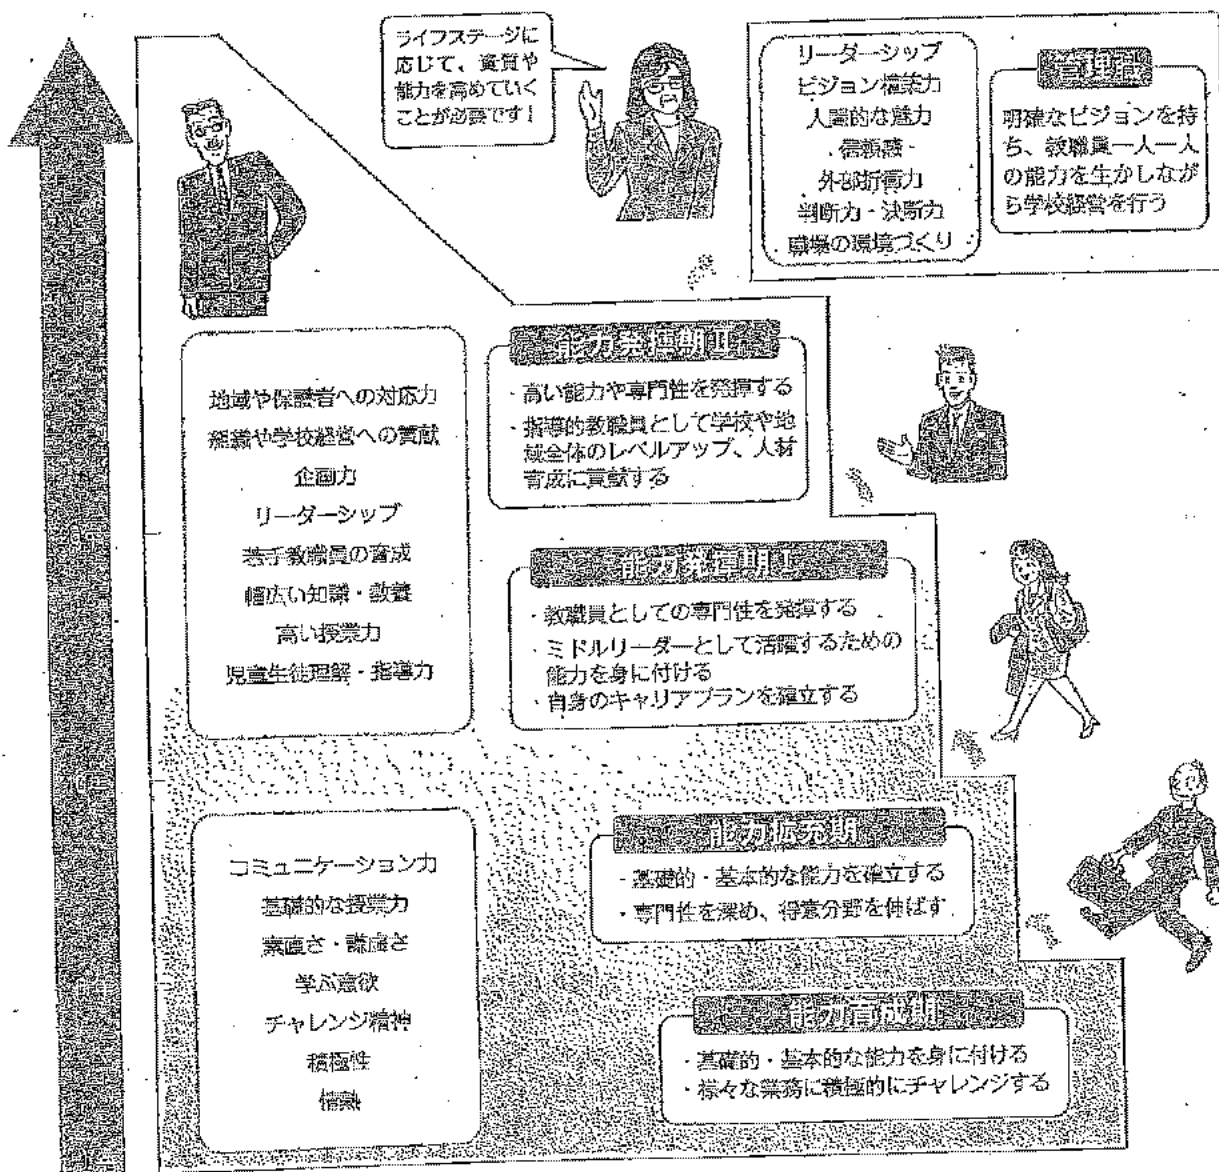 ライフステージに
応じて、資質や
能力を高めていく
ことが必要です!
リーダーシップ
ビジョン構築力
人間的な魅力
信頼感
外部折衝力
判断力・決断力
職場の環境づくり
管理職
明確なビジョンを持
ち、教職員一人一人
の能力を生かしなが
ら学校経営を行う
地域や保護者への対応力
組織や学校経営への貢献
企画力
リーダーシップ
若手教職員の育成
幅広い知識・教養
高い授業力
児童生徒理解・指導力
能力発揮期Ⅱ
・高い能力や専門性を発揮する
・指導的教職員として学校や地
域全体のレベルアップ、人材
育成に貢献する
能力発揮期Ⅰ
・教職員としての専門性を発揮する
・ミドルリーダーとして活躍するための
能力を身に付ける
・自身のキャリアプランを確立する
コミュニケーション力
基礎的な授業力
素直さ・謙虚さ
学ぶ意欲
チャレンジ精神
積極性
情熱
能力拡充期
・基礎的・基本的な能力を確立する
・専門性を深め、得意分野を伸ばす
能力育成期
・基礎的・基本的な能力を身に付ける
・様々な業務に積極的にチャレンジする